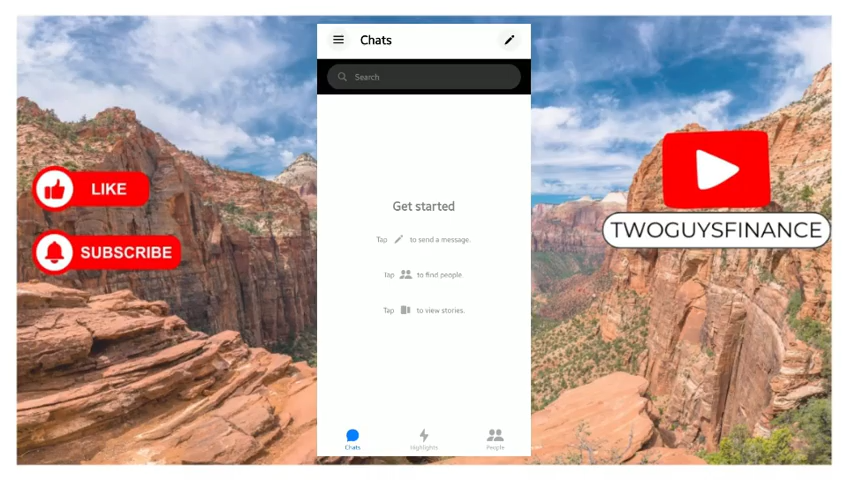 Chats
Search
LIKE
SUBSCRIBE
TWOGUYSFINANCE
Get started
Tap to send a message.
Tap to find people.
Tap to view stories.
Chats
Highlights
People